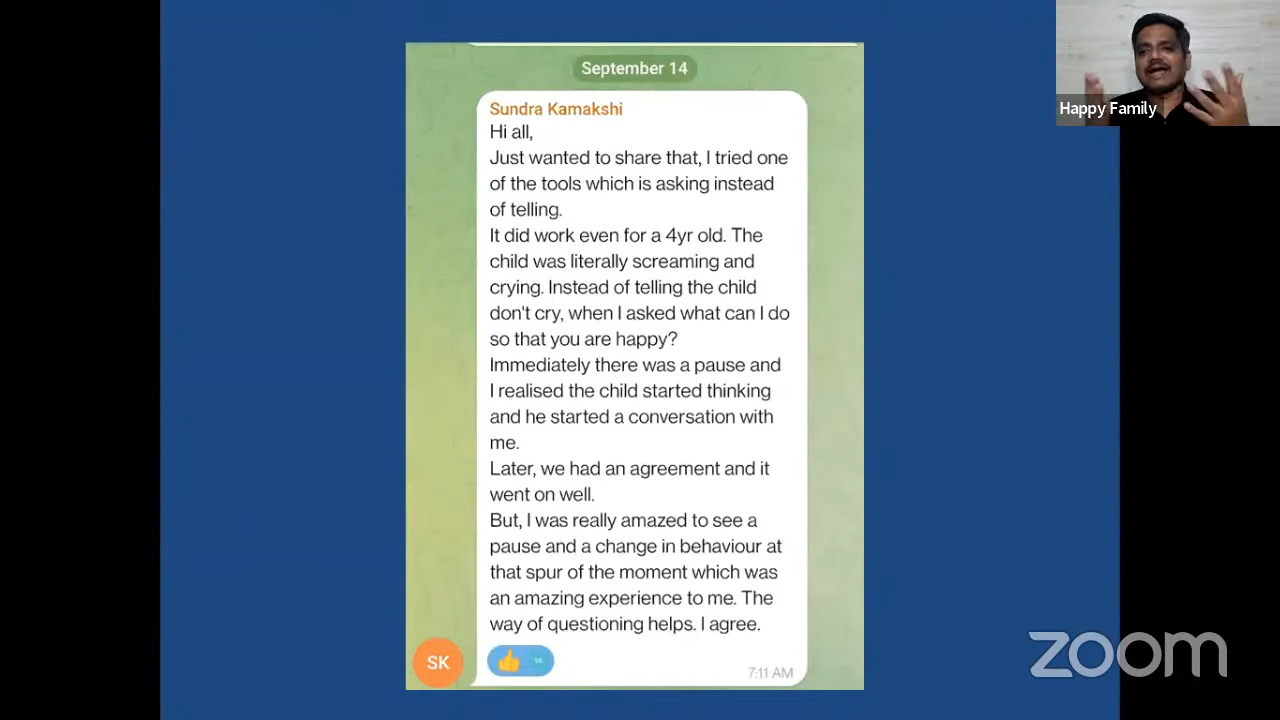 September 14
Sundra Kamakshi
Hi all,
Just wanted to share that, I tried one
of the tools which is asking instead
of telling.
It did work even for a 4yr old. The
child was literally screaming and
crying. Instead of telling the child
don't cry, when I asked what can I do
so that you are happy?
Immediately there was a pause and
I realised the child started thinking
and he started a conversation with
me.
Later, we had an agreement and it
went on well.
But, I was really amazed to see a
pause and a change in behaviour at
that spur of the moment which was
an amazing experience to me. The
way of questioning helps. I agree.
SK
7:11 AM
Happy Family
zoom